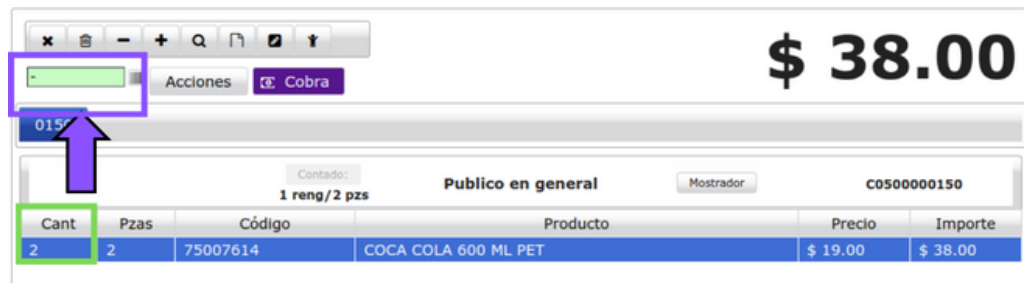 $ 38.00
-
Acciones
Cobra
Contado:
1 reng/2 pzs
Publico en general
Mostrador
C0500000150
Cant Pzas Código Producto Precio Importe
2 2 75007614 COCA COLA 600 ML PET $ 19.00 $ 38.00